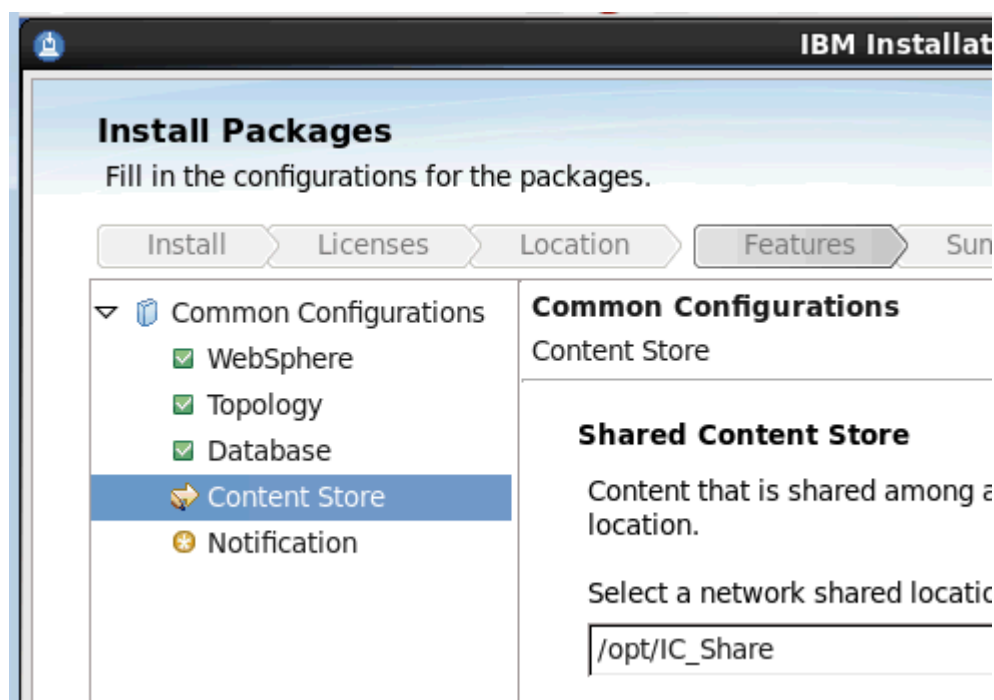 IBM Installat
Install Packages
Fill in the configurations for the packages.
Install Licenses Location Features Sum
Common Configurations
WebSphere
Topology
Database
Content Store
Notification
Common Configurations
Content Store
Shared Content Store
Content that is shared among a
location.
Select a network shared locatio
/opt/IC_Share